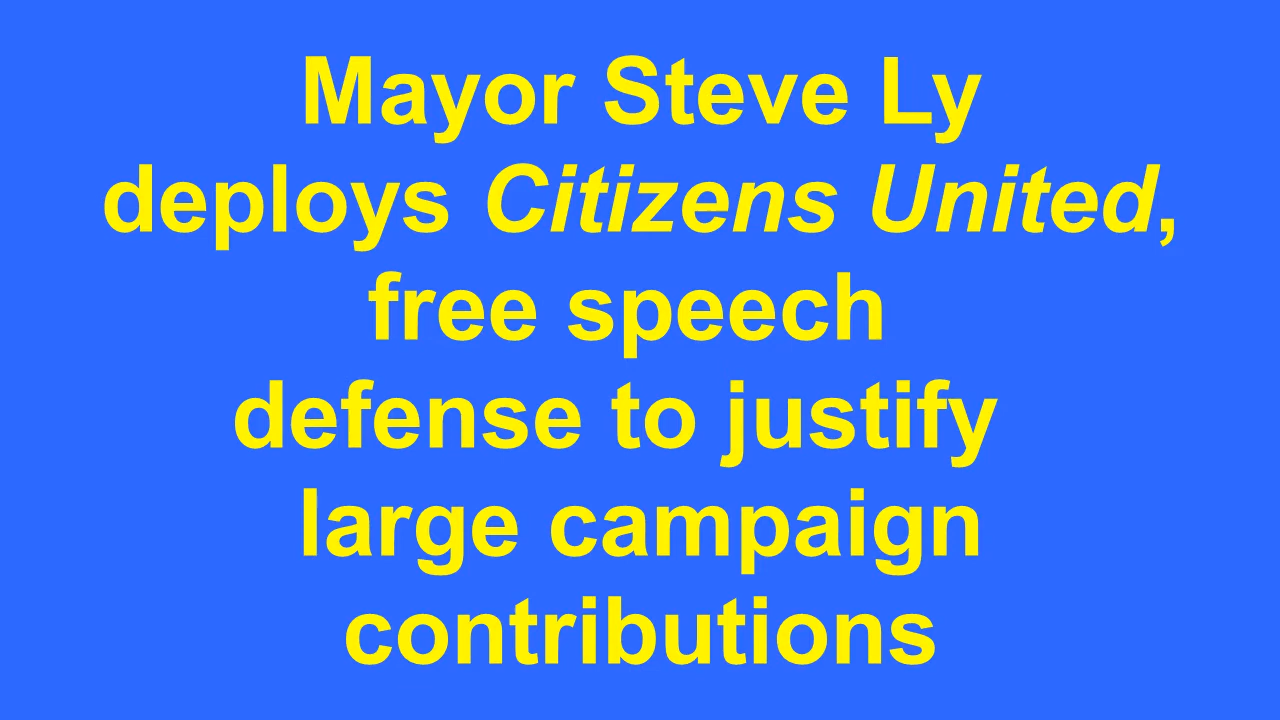 Mayor Steve Ly
deploys Citizens United,
free speech
defense to justify
large campaign
contributions